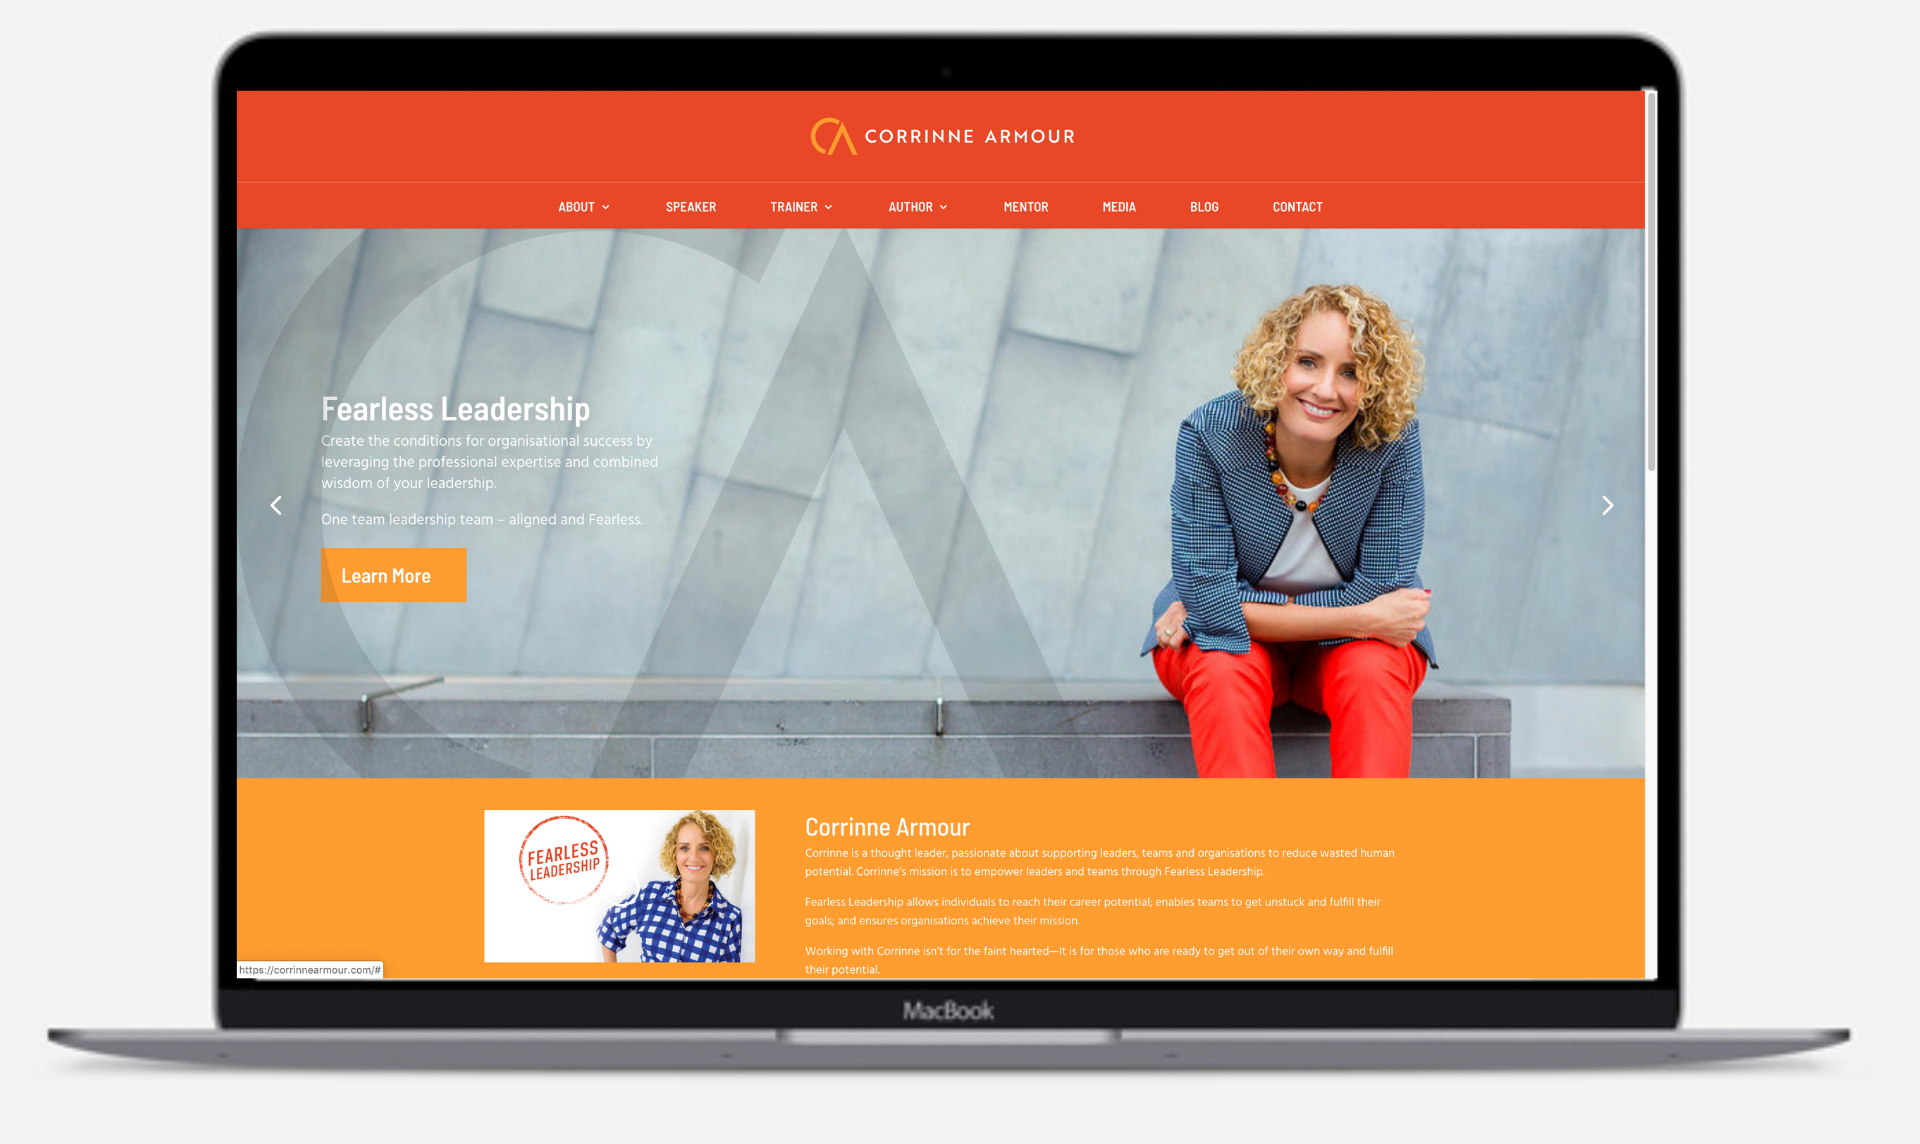 CA CORRINNE ARMOUR
ABOUT SPEAKER TRAINER AUTHOR MENTOR MEDIA BLOG CONTACT
Fearless Leadership
Create the conditions for organisational success by
leveraging the professional expertise and combined
wisdom of your leadership.
One team leadership team – aligned and Fearless.
Learn More
FEARLESS
LEADERSHIP
Corrinne Armour
Corrinne is a thought leader, passionate about supporting leaders, teams and organisations to reduce wasted human
potential. Corrinne's mission is to empower leaders and teams through Fearless Leadership.
Fearless Leadership allows individuals to reach their career potential; enables teams to get unstuck and fulfill their
goals; and ensures organisations achieve their mission.
Working with Corrinne isn't for the faint hearted—It is for those who are ready to get out of their own way and fulfill
their potential.
https://corrinnearmour.com/#
MacBook